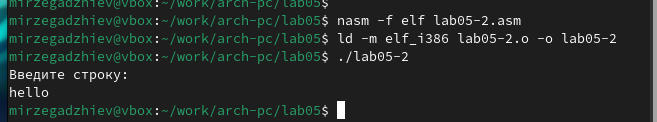 mirzegadzhiev@vbox:~/work/arch-pc/lab05$
mirzegadzhiev@vbox:~/work/arch-pc/lab05$ nasm -f elf lab05-2.asm
mirzegadzhiev@vbox:~/work/arch-pc/lab05$ ld -m elf_i386 lab05-2.o -o lab05-2
mirzegadzhiev@vbox:~/work/arch-pc/lab05$ ./lab05-2
Введите строку:
hello
mirzegadzhiev@vbox:~/work/arch-pc/lab05$